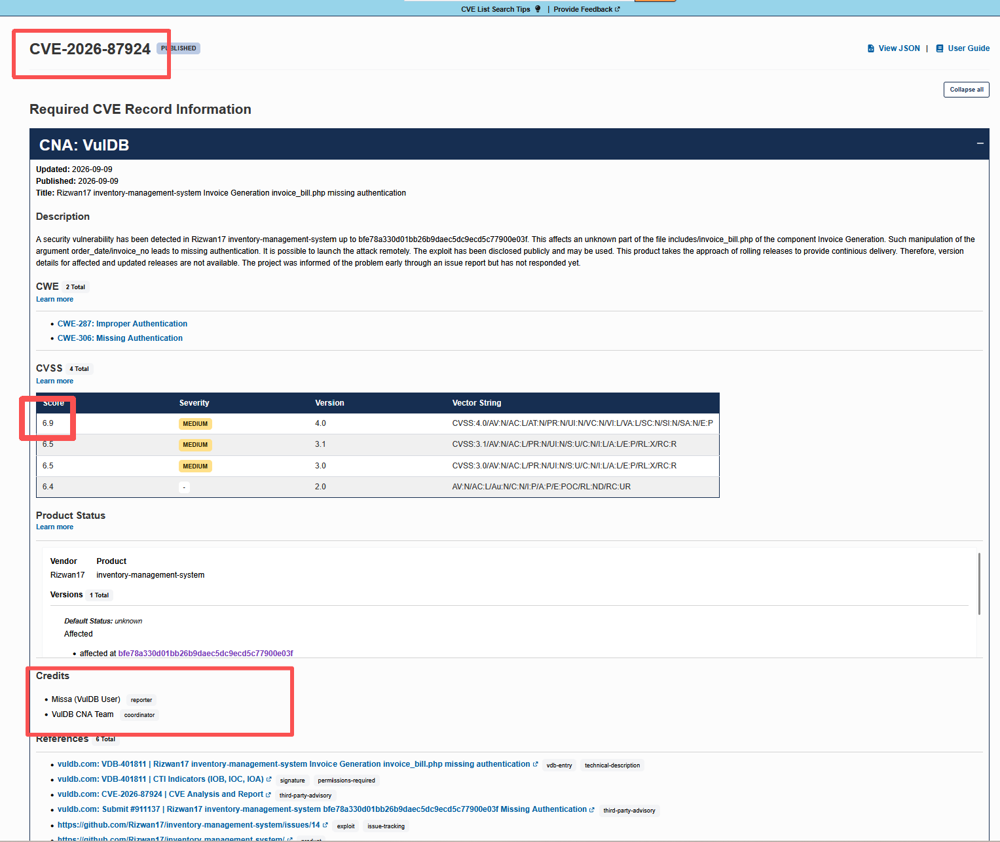 CVE List Search Tips | Provide Feedback
CVE-2026-87924 PUBLISHED
View JSON | User Guide
Collapse all
Required CVE Record Information
CNA: VulDB
Updated: 2026-09-09
Published: 2026-09-09
Title: Rizwan17 inventory-management-system Invoice Generation invoice_bill.php missing authentication
Description
A security vulnerability has been detected in Rizwan17 inventory-management-system up to bfe78a330d01bb26b9daec5dc9ecd5c77900e03f. This affects an unknown part of the file includes/invoice_bill.php of the component Invoice Generation. Such manipulation of the
argument order_date/invoice_no leads to missing authentication. It is possible to launch the attack remotely. The exploit has been disclosed publicly and may be used. This product takes the approach of rolling releases to provide continious delivery. Therefore, version
details for affected and updated releases are not available. The project was informed of the problem early through an issue report but has not responded yet.
CWE 2 Total
Learn more
• CWE-287: Improper Authentication
• CWE-306: Missing Authentication
CVSS 4 Total
Learn more
Score Severity Version Vector String
6.9 MEDIUM 4.0 CVSS:4.0/AV:N/AC:L/AT:N/PR:N/UI:N/VC:N/VI:L/VA:L/SC:N/SI:N/SA:N/E:P
6.5 MEDIUM 3.1 CVSS:3.1/AV:N/AC:L/PR:N/UI:N/S:U/C:N/I:L/A:L/E:P/RL:X/RC:R
6.5 MEDIUM 3.0 CVSS:3.0/AV:N/AC:L/PR:N/UI:N/S:U/C:N/I:L/A:L/E:P/RL:X/RC:R
6.4 - 2.0 AV:N/AC:L/Au:N/C:N/I:P/A:P/E:POC/RL:ND/RC:UR
Product Status
Learn more
Vendor Product
Rizwan17 inventory-management-system
Versions 1 Total
Default Status: unknown
Affected
• affected at bfe78a330d01bb26b9daec5dc9ecd5c77900e03f
Credits
• Missa (VulDB User) reporter
• VulDB CNA Team coordinator
References 6 Total
• vuldb.com: VDB-401811 | Rizwan17 inventory-management-system Invoice Generation invoice_bill.php missing authentication vdb-entry technical-description
• vuldb.com: VDB-401811 | CTI Indicators (IOB, IOC, IOA) signature permissions-required
• vuldb.com: CVE-2026-87924 | CVE Analysis and Report third-party-advisory
• vuldb.com: Submit #911137 | Rizwan17 inventory-management-system bfe78a330d01bb26b9daec5dc9ecd5c77900e03f Missing Authentication third-party-advisory
• https://github.com/Rizwan17/inventory-management-system/issues/14 exploit issue-tracking
• https://github.com/Rizwan17/inventory-management-system/ product